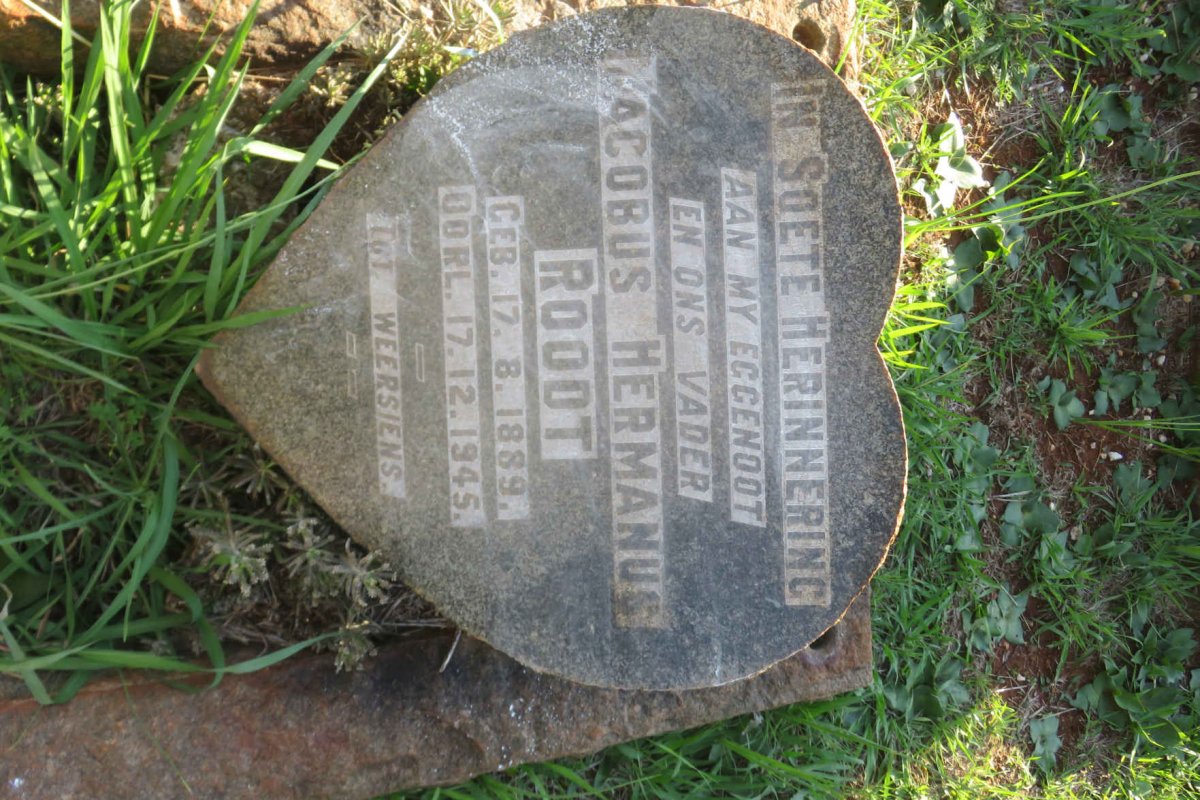 IN SOETE HERINNERING
AAN MY EGGENOOT
EN ONS VADER
JACOBUS HERMANUS
ROODT
GEB. 17. 8. 1889.
OORL. 17. 12. 1945.
TOT WEERSIENS.